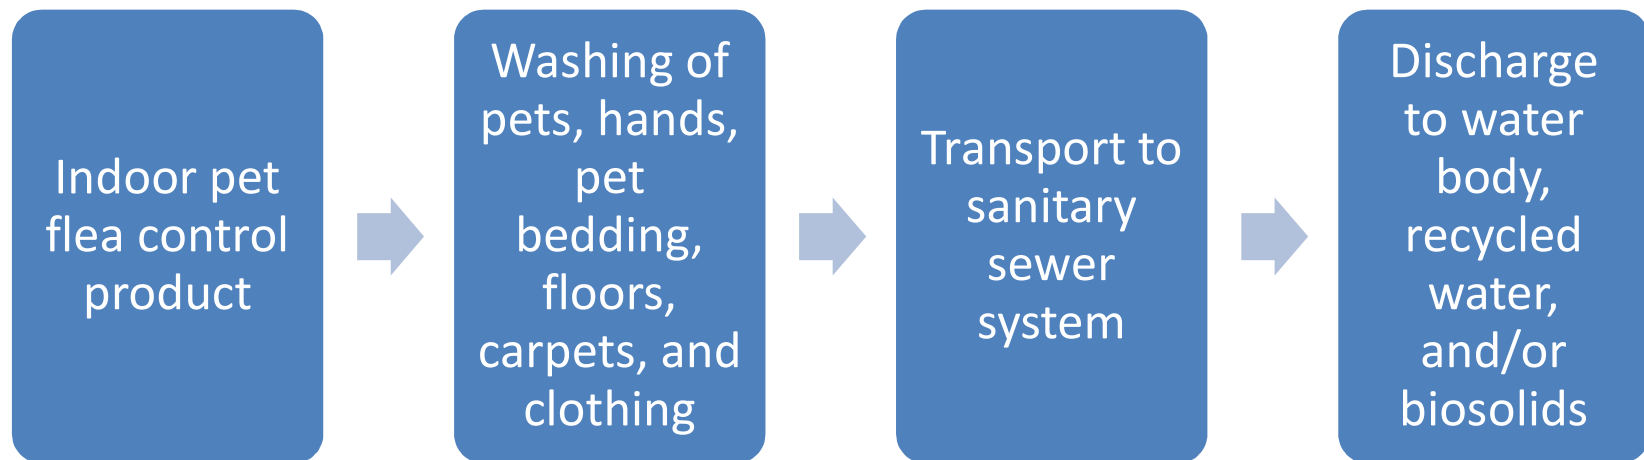 Indoor pet
flea control
product
Washing of
pets, hands,
pet
bedding,
floors,
carpets, and
clothing
Transport to
sanitary
sewer
system
Discharge
to water
body,
recycled
water,
and/or
biosolids